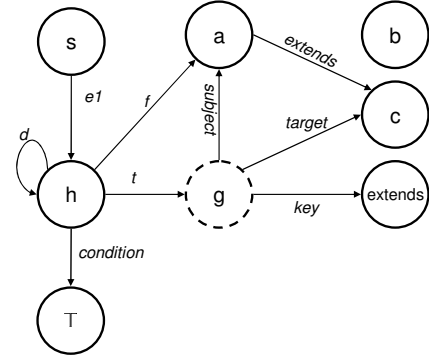 s
a
b
extends
e1
f
subject
c
d
target
h
t
g
key
extends
condition
T